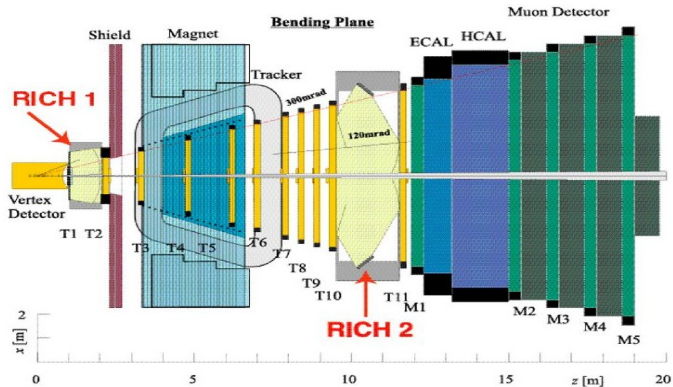 Bending Plane
Muon Detector
Shield
Magnet
ECAL
HCAL
Tracker
RICH 1
300mrad
120mrad
Vertex
Detector
T1
T2
T3
T4
T5
T6
T7
T8
T9
T10
T11
M1
M2
M3
M4
M5
RICH 2
2
x [m]
0
5
10
15
z [m]
20